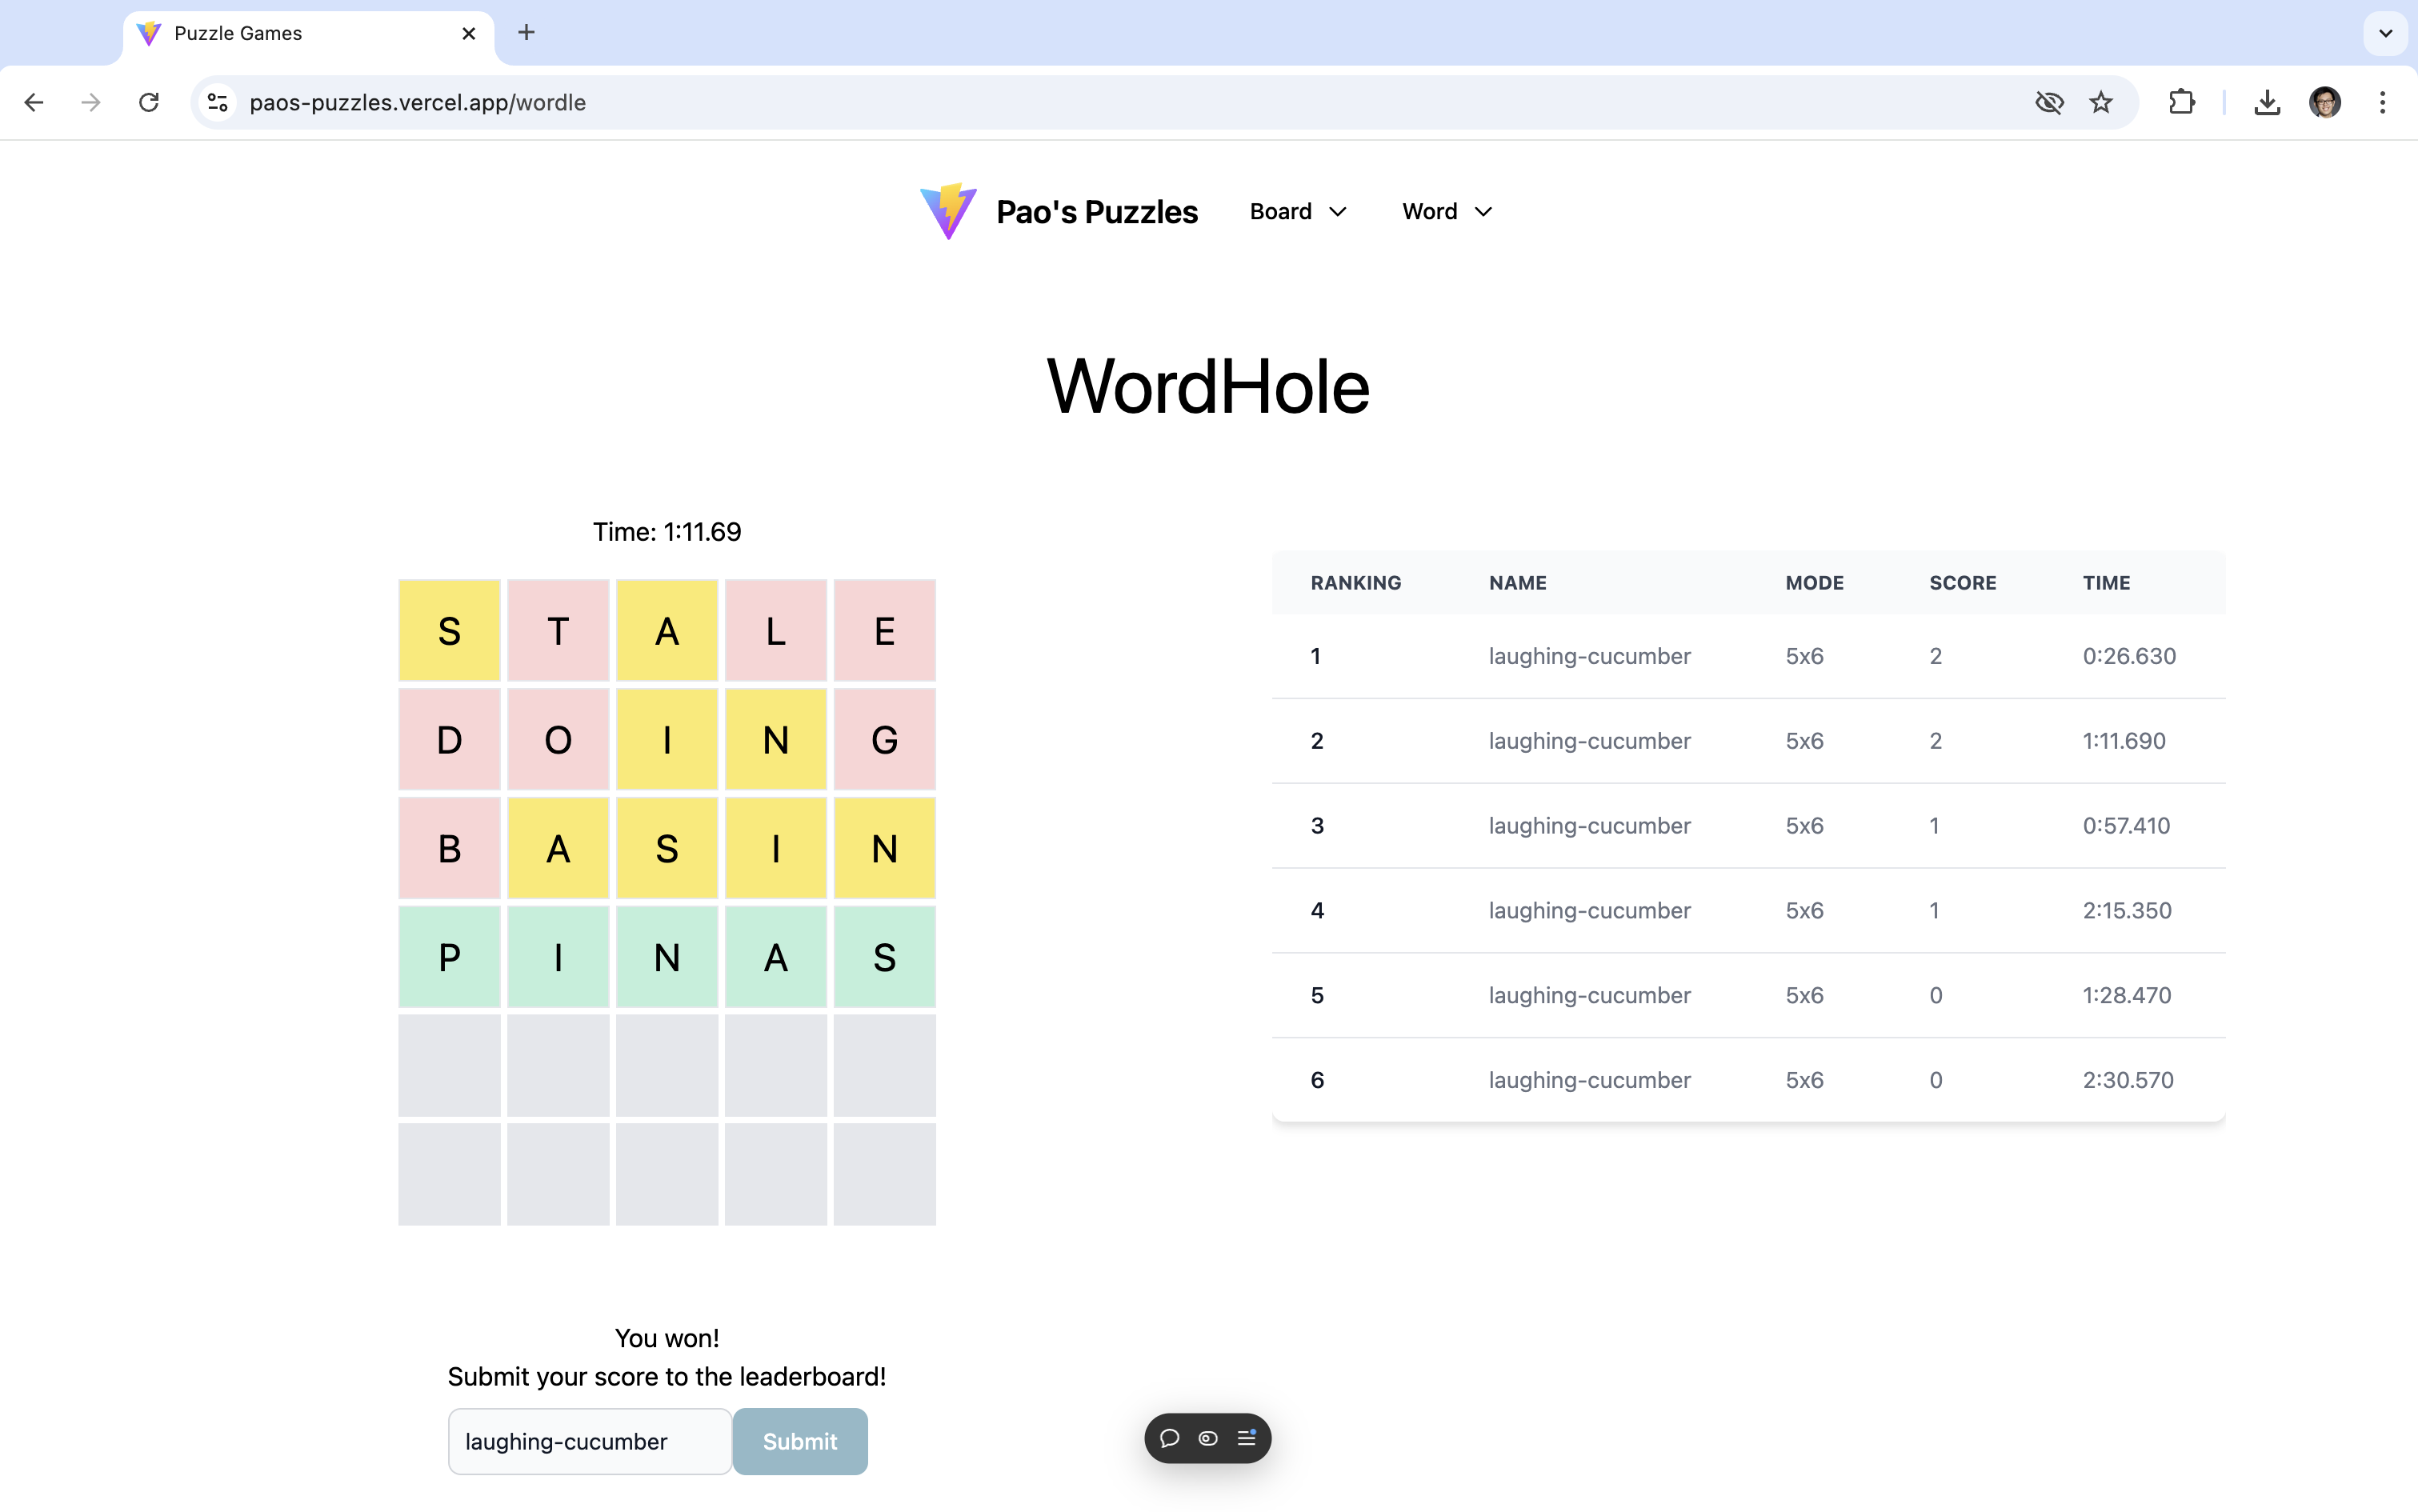 Puzzle Games
paos-puzzles.vercel.app/wordle
Pao's Puzzles Board Word
WordHole
Time: 1:11.69
S T A L E
D O I N G
B A S I N
P I N A S
RANKING NAME MODE SCORE TIME
1 laughing-cucumber 5x6 2 0:26.630
2 laughing-cucumber 5x6 2 1:11.690
3 laughing-cucumber 5x6 1 0:57.410
4 laughing-cucumber 5x6 1 2:15.350
5 laughing-cucumber 5x6 0 1:28.470
6 laughing-cucumber 5x6 0 2:30.570
You won!
Submit your score to the leaderboard!
laughing-cucumber Submit